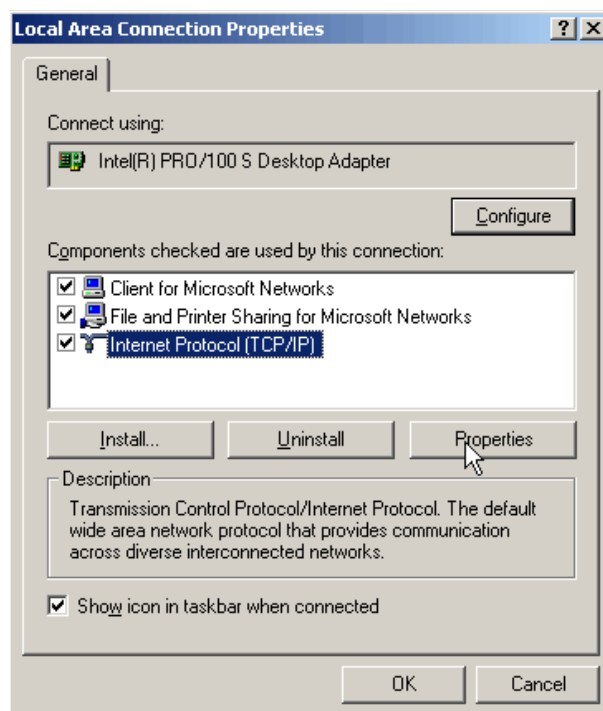 Local Area Connection Properties
General
Connect using:
Intel(R) PRO/100 S Desktop Adapter
Configure
Components checked are used by this connection:
Client for Microsoft Networks
File and Printer Sharing for Microsoft Networks
Internet Protocol (TCP/IP)
Install... Uninstall Properties
Description
Transmission Control Protocol/Internet Protocol. The default
wide area network protocol that provides communication
across diverse interconnected networks.
Show icon in taskbar when connected
OK Cancel